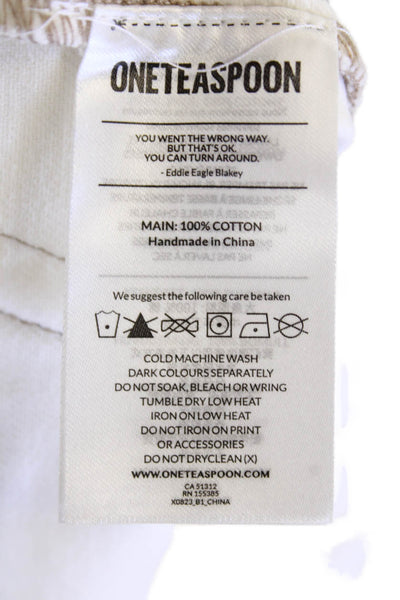 ONETEASPOON
YOU WENT THE WRONG WAY.
BUT THAT'S OK.
YOU CAN TURN AROUND.
- Eddie Eagle Blakey
MAIN: 100% COTTON
Handmade in China
We suggest the following care be taken
COLD MACHINE WASH
DARK COLOURS SEPARATELY
DO NOT SOAK, BLEACH OR WRING
TUMBLE DRY LOW HEAT
IRON ON LOW HEAT
DO NOT IRON ON PRINT
OR ACCESSORIES
DO NOT DRYCLEAN (X)
WWW.ONETEASPOON.COM
CA 51312
RN 155385
X0823_B1_CHINA